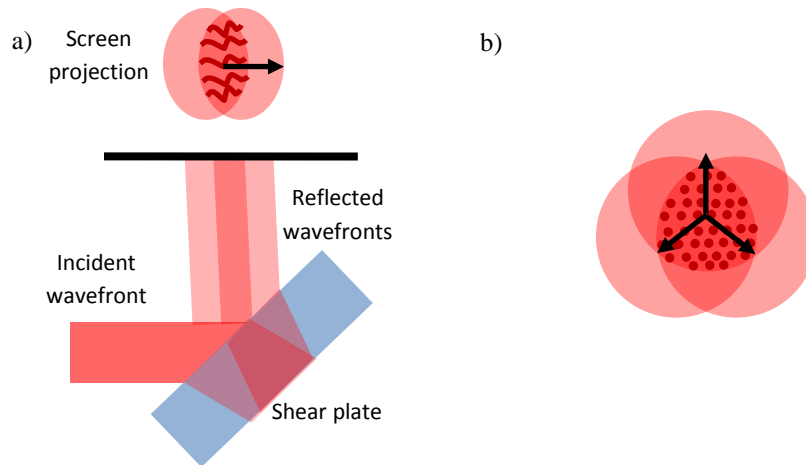 a)
Screen
projection
b)
Reflected
wavefronts
Incident
wavefront
Shear plate